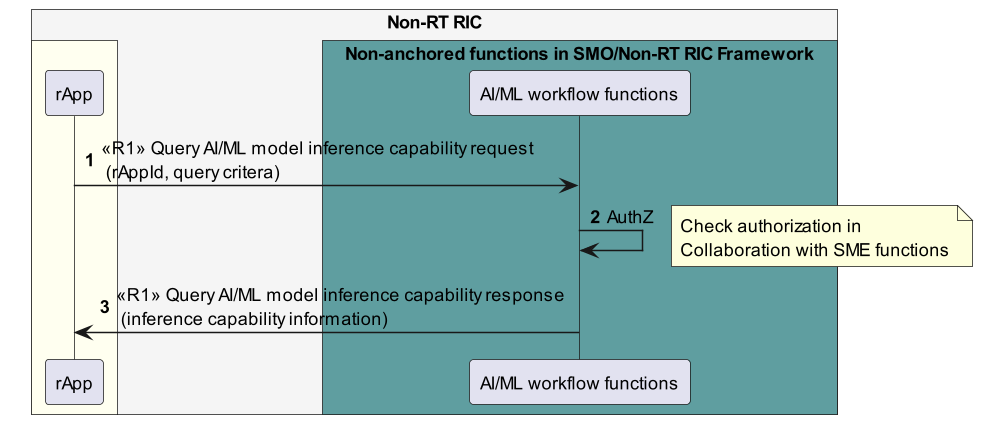 Non-RT RIC
Non-anchored functions in SMO/Non-RT RIC Framework
rApp
AI/ML workflow functions
1 «R1» Query AI/ML model inference capability request
(rAppId, query critera)
2 AuthZ
Check authorization in
Collaboration with SME functions
3 «R1» Query AI/ML model inference capability response
(inference capability information)
rApp
AI/ML workflow functions